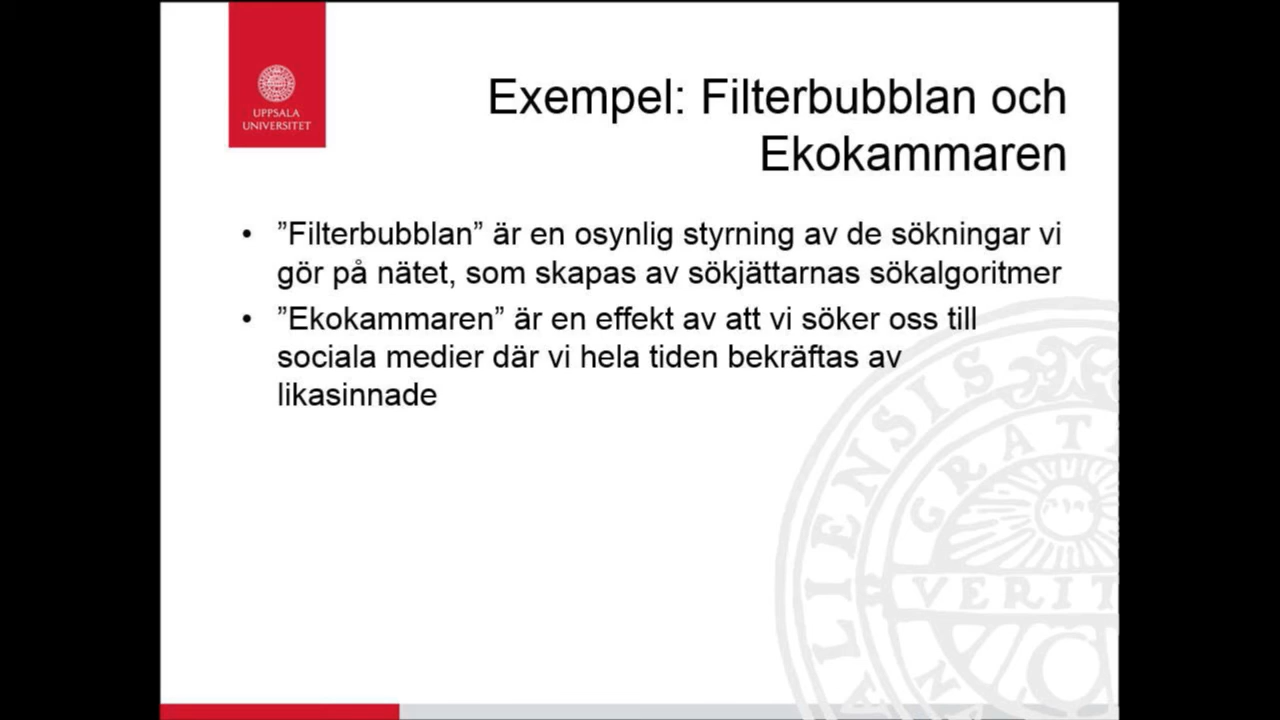 UPPSALA
UNIVERSITET
Exempel: Filterbubblan och
Ekokammaren
• ”Filterbubblan” är en osynlig styrning av de sökningar vi
gör på nätet, som skapas av sökjättarnas sökalgoritmer
• ”Ekokammaren” är en effekt av att vi söker oss till
sociala medier där vi hela tiden bekräftas av
likasinnade